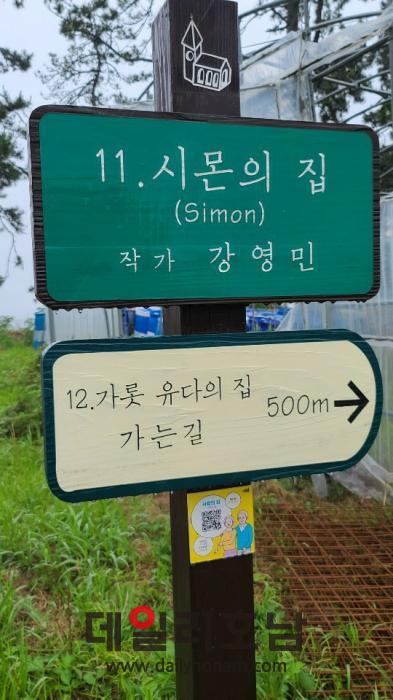 11.시몬의 집
(Simon)
작가 강영민
12.가롯 유다의 집
가는길
500m
데일리호남
www.dailyhonam.com